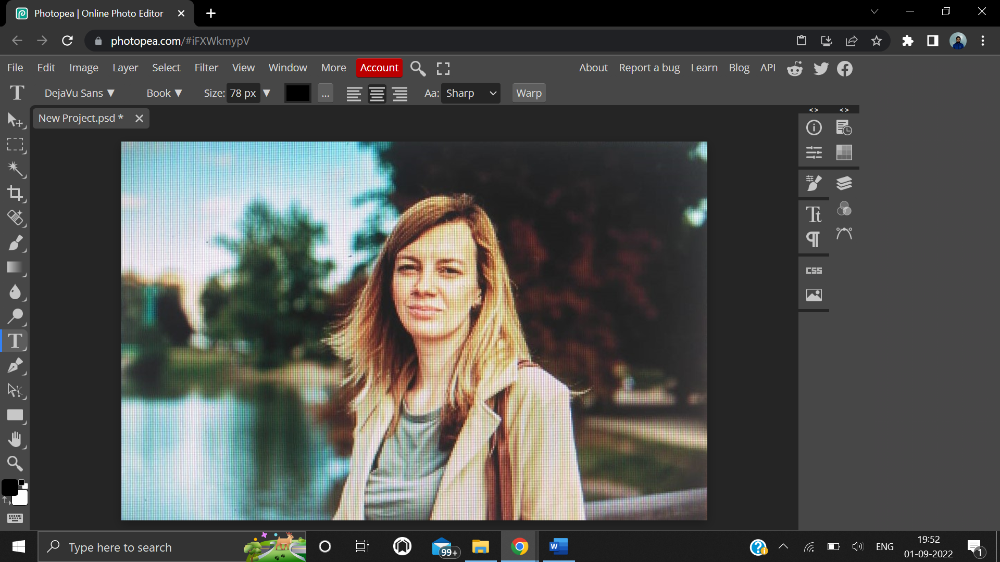 Photopea | Online Photo Editor
photopea.com/#iFXWkmypV
File Edit Image Layer Select Filter View Window More Account About Report a bug Learn Blog API
T DejaVu Sans Book Size: 78 px ... Aa: Sharp Warp
New Project.psd *
<> <>
T
Tt
¶
CSS
Type here to search
99+
W
ENG
19:52
01-09-2022
1